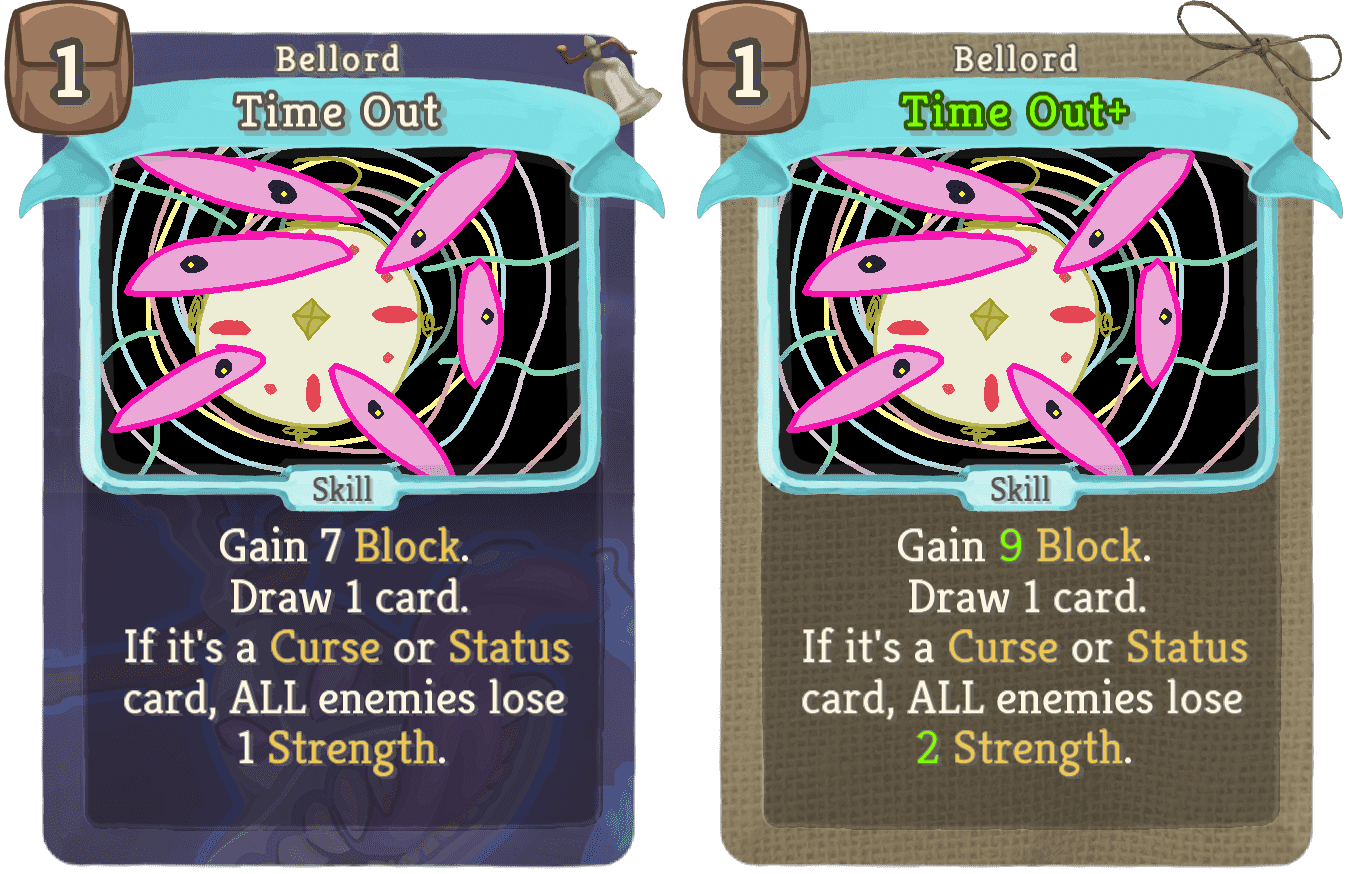 1
Bellord
Time Out
Skill
Gain 7 Block.
Draw 1 card.
If it's a Curse or Status
card, ALL enemies lose
1 Strength.
1
Bellord
Time Out+
Skill
Gain 9 Block.
Draw 1 card.
If it's a Curse or Status
card, ALL enemies lose
2 Strength.